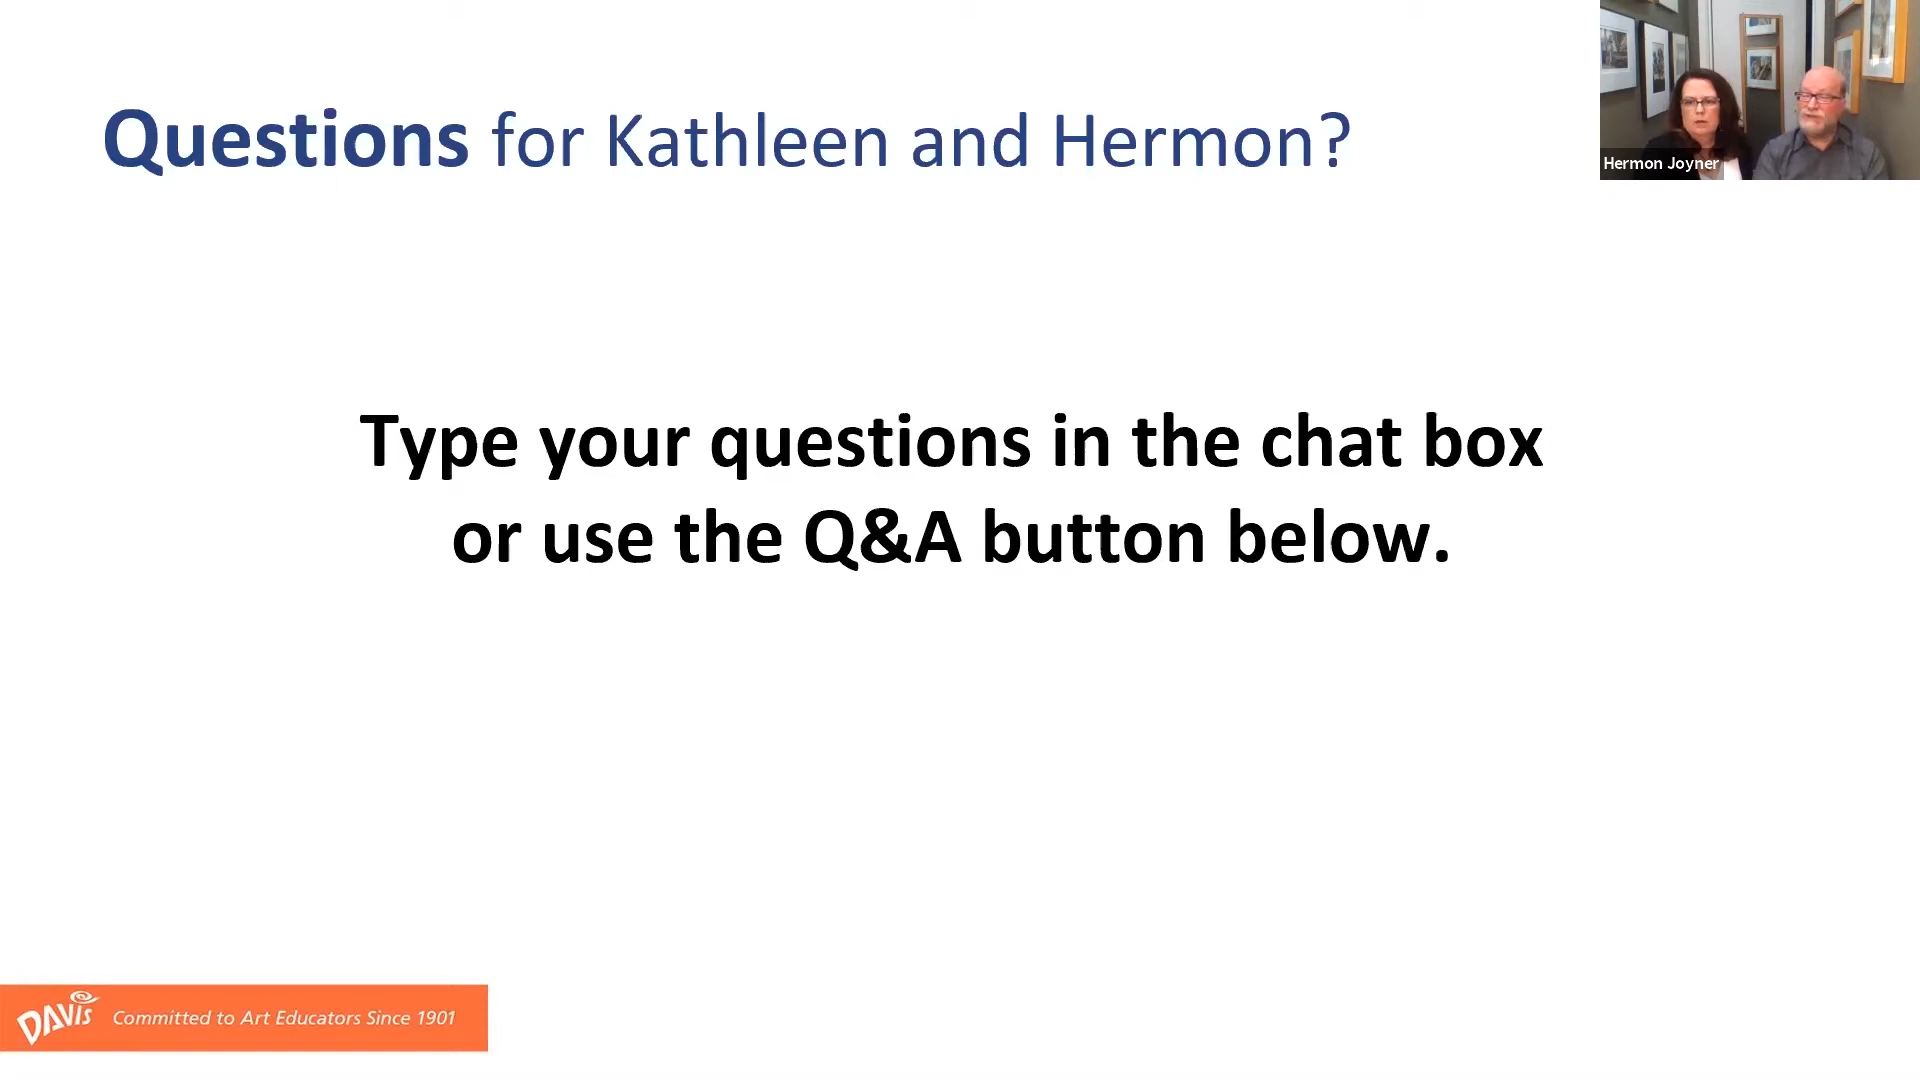 Questions for Kathleen and Hermon?
Hermon Joyner
Type your questions in the chat box
or use the Q&A button below.
DAVIS
Committed to Art Educators Since 1901